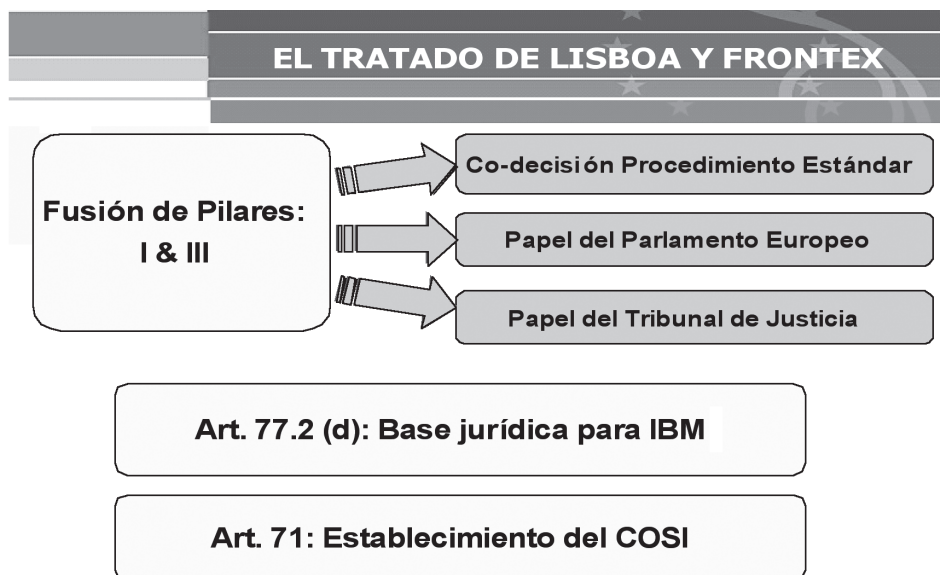 EL TRATADO DE LISBOA Y FRONTEX
Fusión de Pilares:
I & III
Co-decisión Procedimiento Estándar
Papel del Parlamento Europeo
Papel del Tribunal de Justicia
Art. 77.2 (d): Base jurídica para IBM
Art. 71: Establecimiento del COSI